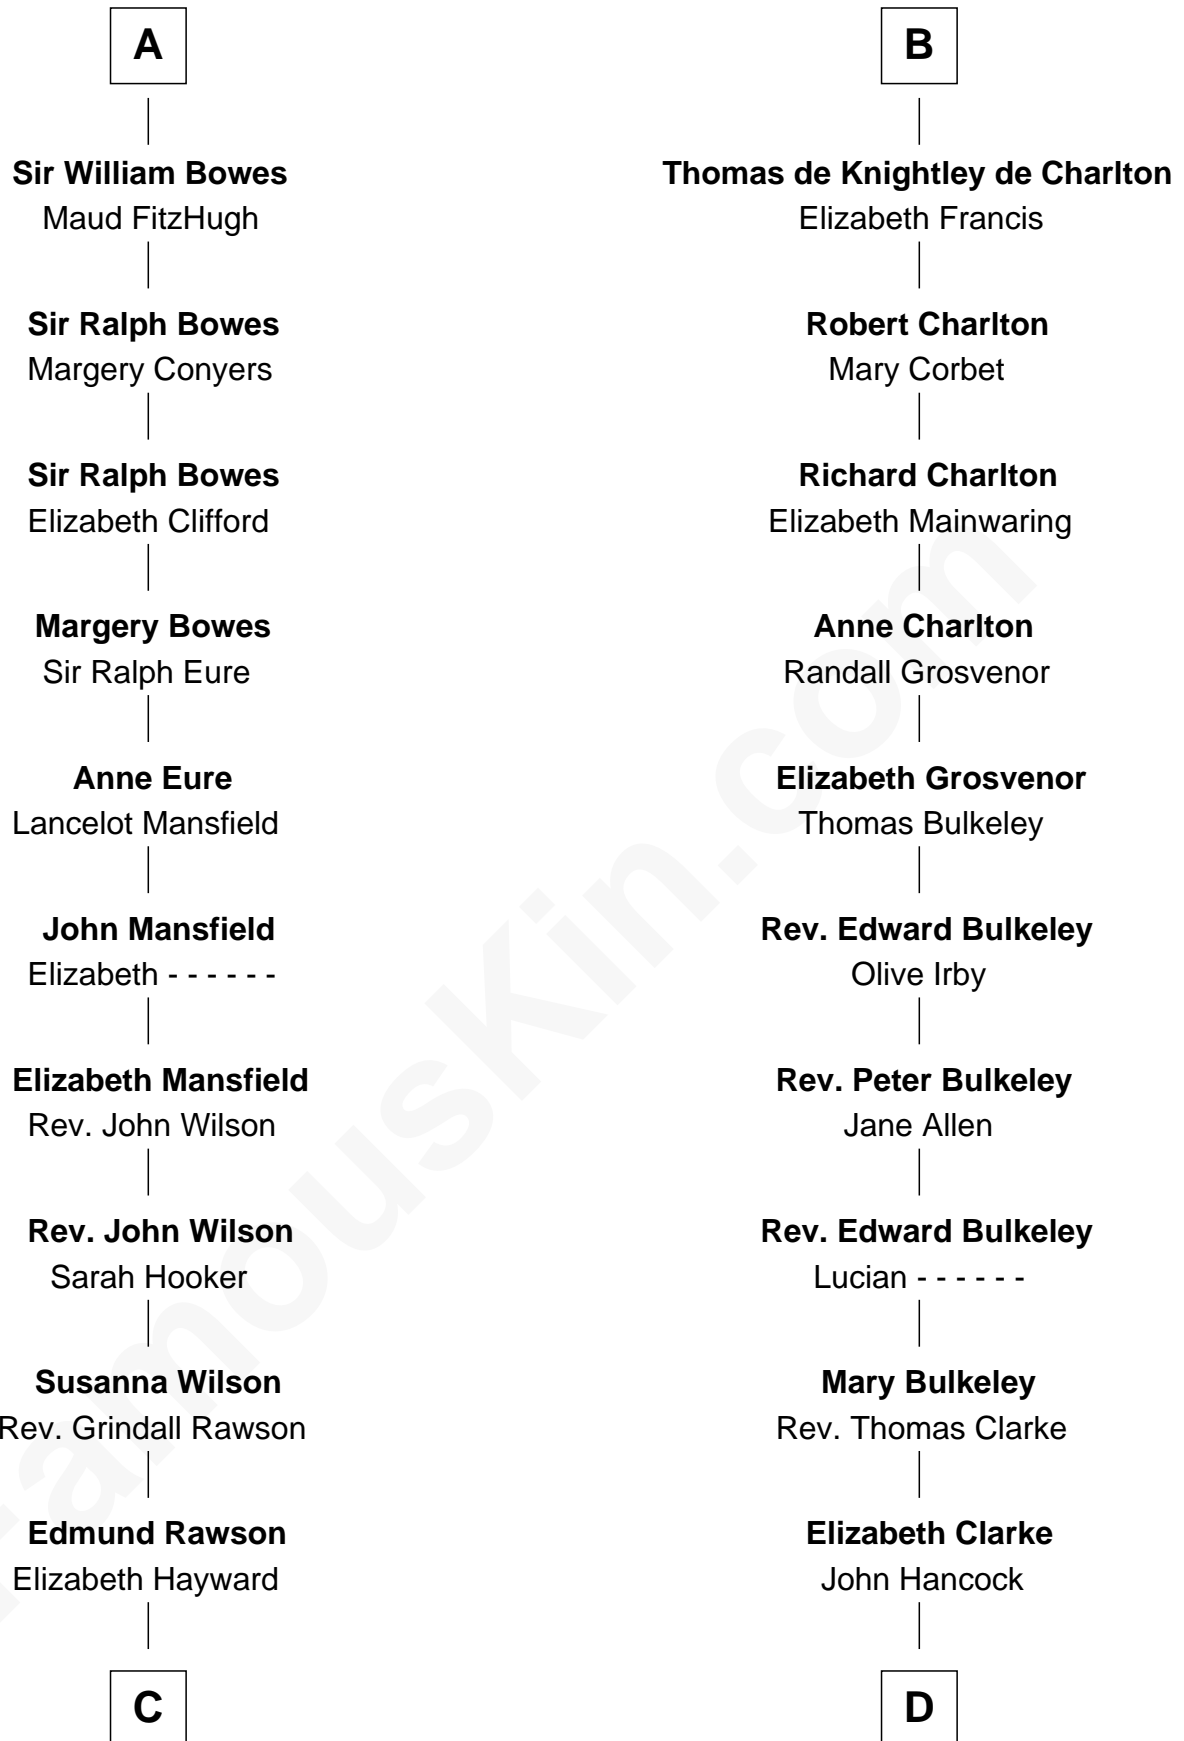 A
Sir William Bowes
Maud FitzHugh
Sir Ralph Bowes
Margery Conyers
Sir Ralph Bowes
Elizabeth Clifford
Margery Bowes
Sir Ralph Eure
Anne Eure
Lancelot Mansfield
John Mansfield
Elizabeth - - - - - -
Elizabeth Mansfield
Rev. John Wilson
Rev. John Wilson
Sarah Hooker
Susanna Wilson
Rev. Grindall Rawson
Edmund Rawson
Elizabeth Hayward
C
B
Thomas de Knightley de Charlton
Elizabeth Francis
Robert Charlton
Mary Corbet
Richard Charlton
Elizabeth Mainwaring
Anne Charlton
Randall Grosvenor
Elizabeth Grosvenor
Thomas Bulkeley
Rev. Edward Bulkeley
Olive Irby
Rev. Peter Bulkeley
Jane Allen
Rev. Edward Bulkeley
Lucian - - - - - -
Mary Bulkeley
Rev. Thomas Clarke
Elizabeth Clarke
John Hancock
D
FamousKin.com